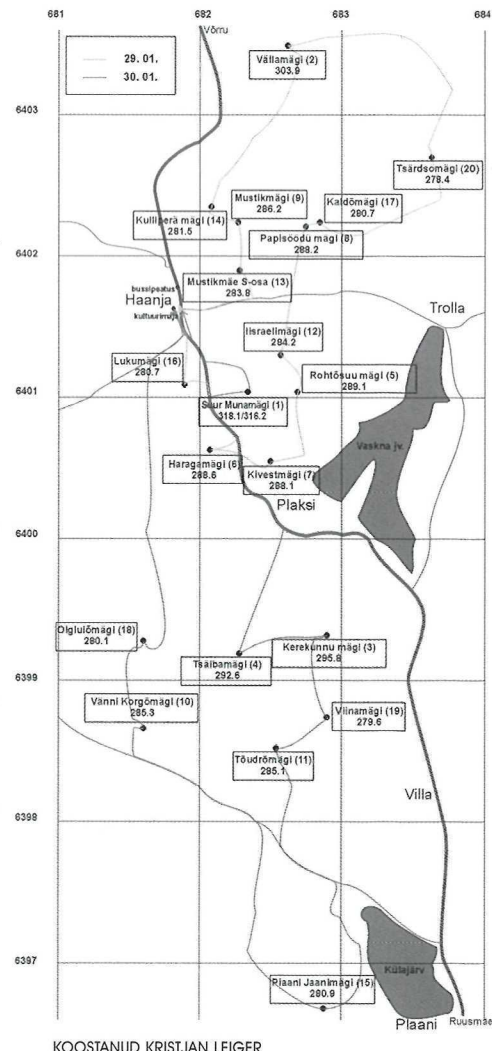 681 682 683 684
Võrru
29. 01.
30. 01.
Vällamägi (2)
303.9
6403
Tsärdsomägi (20)
278.4
Mustikmägi (9)
286.2
Kaldõmägi (17)
280.7
Kulliperä mägi (14)
281.5
Papisöödu mägi (8)
288.2
6402
Mustikmäe S-osa (13)
283.8
bussipeatus
Haanja
kultuurimaja
Trolla
Iisraelimägi (12)
284.2
Lukumägi (16)
280.7
Rohtõsuu mägi (5)
289.1
6401
Suur Munamägi (1)
318.1/316.2
Vaskna jv.
Haragamägi (6)
288.6
Kivestmägi (7)
288.1
Plaksi
6400
Olgiulõmägi (18)
280.1
Kerekunnu mägi (3)
295.8
Tsälbamägi (4)
292.6
6399
Vänni Korgõmägi (10)
285.3
Viinamägi (19)
279.6
Tõudrõmägi (11)
285.1
Villa
6398
6397
Külajärv
Plaani Jaanimägi (15)
280.9
Plaani
Ruusmäe
KOOSTANUD KRISTJAN LEIGER